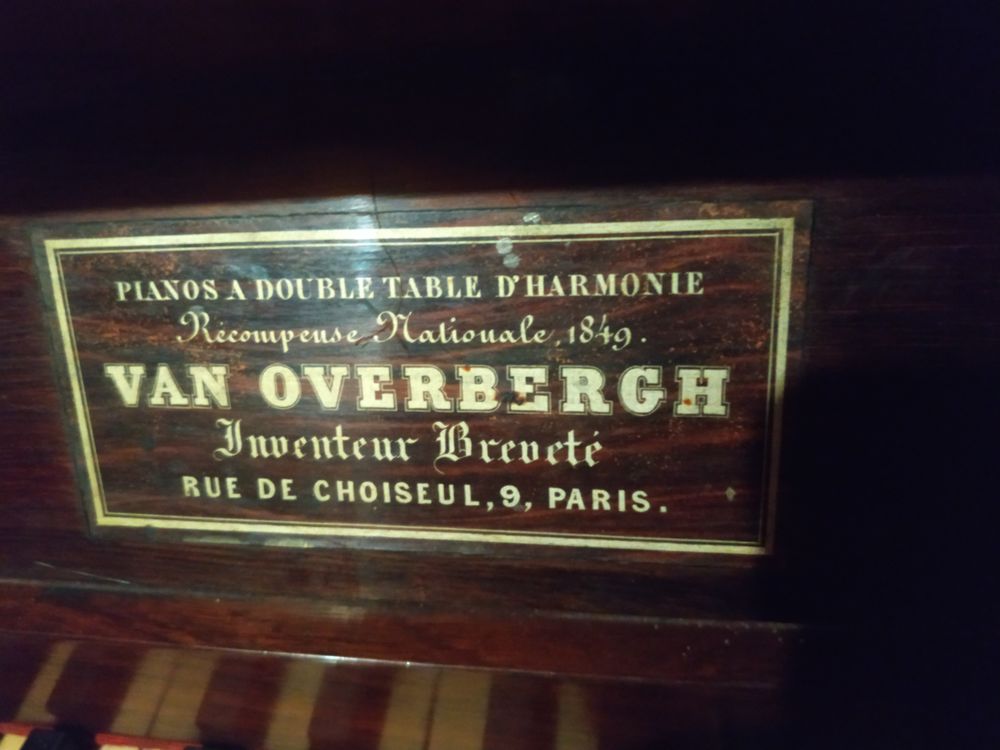 PIANOS A DOUBLE TABLE D'HARMONIE
Récompense Nationale, 1849.
VAN OVERBERGH
Inventeur Breveté
RUE DE CHOISEUL, 9, PARIS.